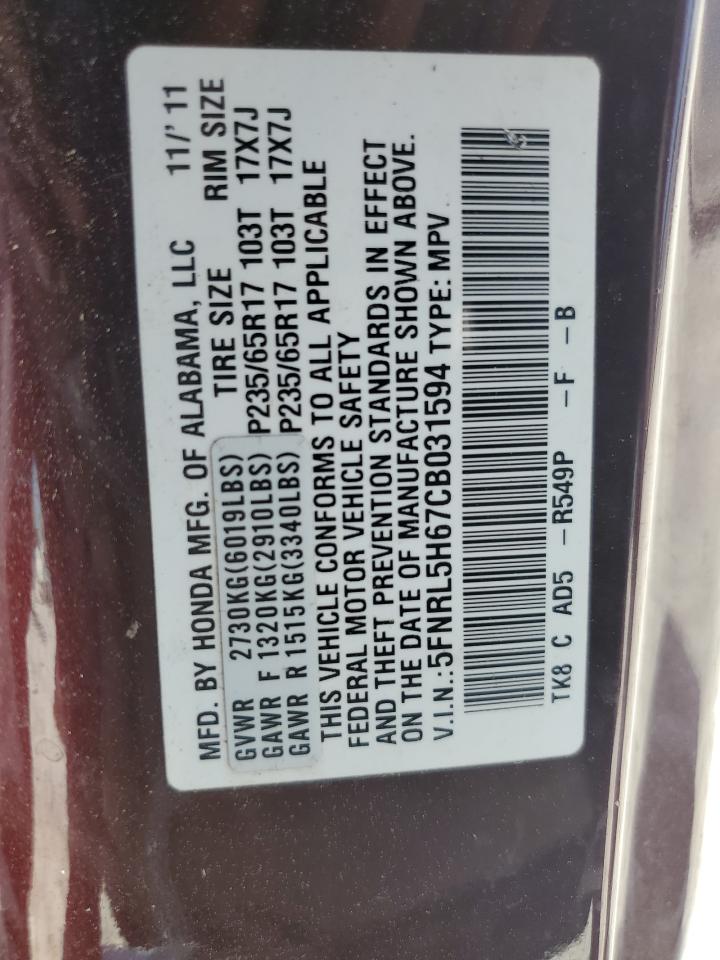 MFD. BY HONDA MFG. OF ALABAMA, LLC 11/' 11
TIRE SIZE RIM SIZE
GVWR 2730KG(6019LBS)
GAWR F 1320KG(2910LBS) P235/65R17 103T 17X7J
GAWR R 1515KG(3340LBS) P235/65R17 103T 17X7J
THIS VEHICLE CONFORMS TO ALL APPLICABLE
FEDERAL MOTOR VEHICLE SAFETY
AND THEFT PREVENTION STANDARDS IN EFFECT
ON THE DATE OF MANUFACTURE SHOWN ABOVE.
V.I.N.:5FNRL5H67CB031594 TYPE: MPV
TK8 C AD5 -R549P -F -B